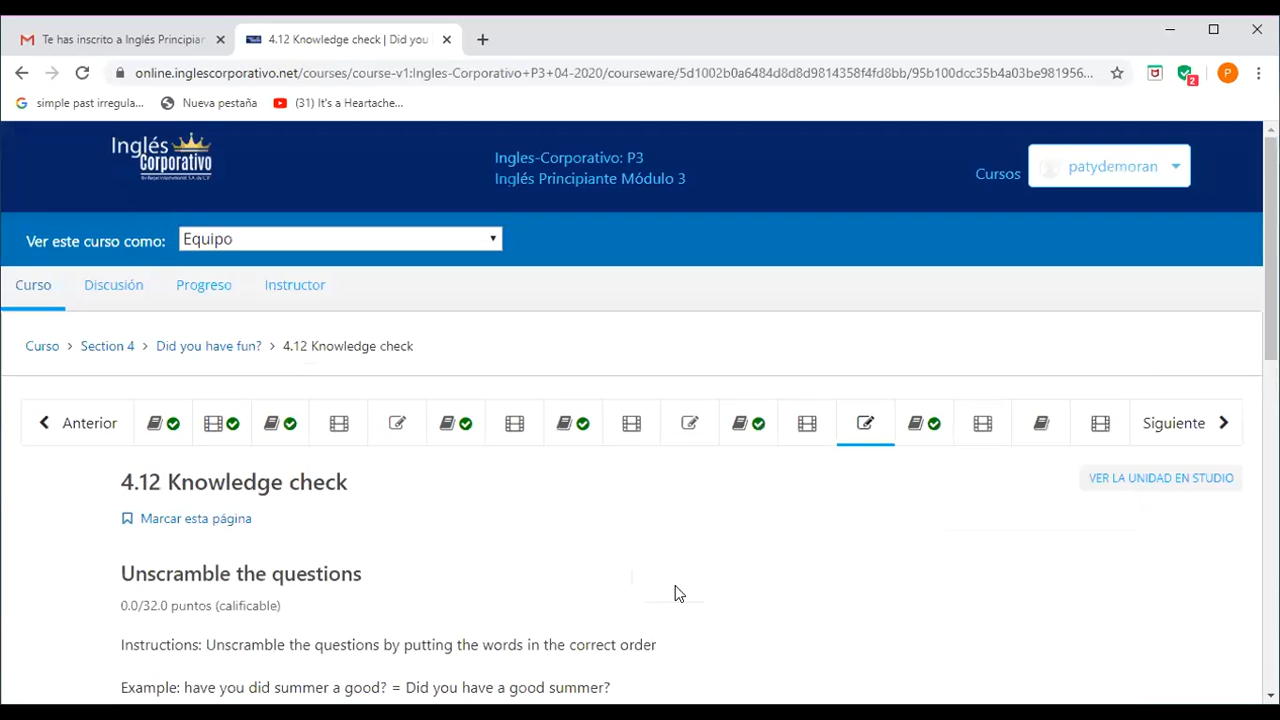 Te has inscrito a Inglés Principian
4.12 Knowledge check | Did you
online.inglescorporativo.net/courses/course-v1:Ingles-Corporativo+P3+04-2020/courseware/5d1002b0a6484d8d8d9814358f4fd8bb/95b100dcc35b4a03be981956...
2
P
simple past irregula...
Nueva pestaña
(31) It's a Heartache...
Inglés
Corporativo
Ingles-Corporativo: P3
Inglés Principiante Módulo 3
Cursos
patydemoran
Ver este curso como:
Equipo
Curso
Discusión
Progreso
Instructor
Curso > Section 4 > Did you have fun? > 4.12 Knowledge check
Anterior
Siguiente
4.12 Knowledge check
VER LA UNIDAD EN STUDIO
Marcar esta página
Unscramble the questions
0.0/32.0 puntos (calificable)
Instructions: Unscramble the questions by putting the words in the correct order
Example: have you did summer a good? = Did you have a good summer?